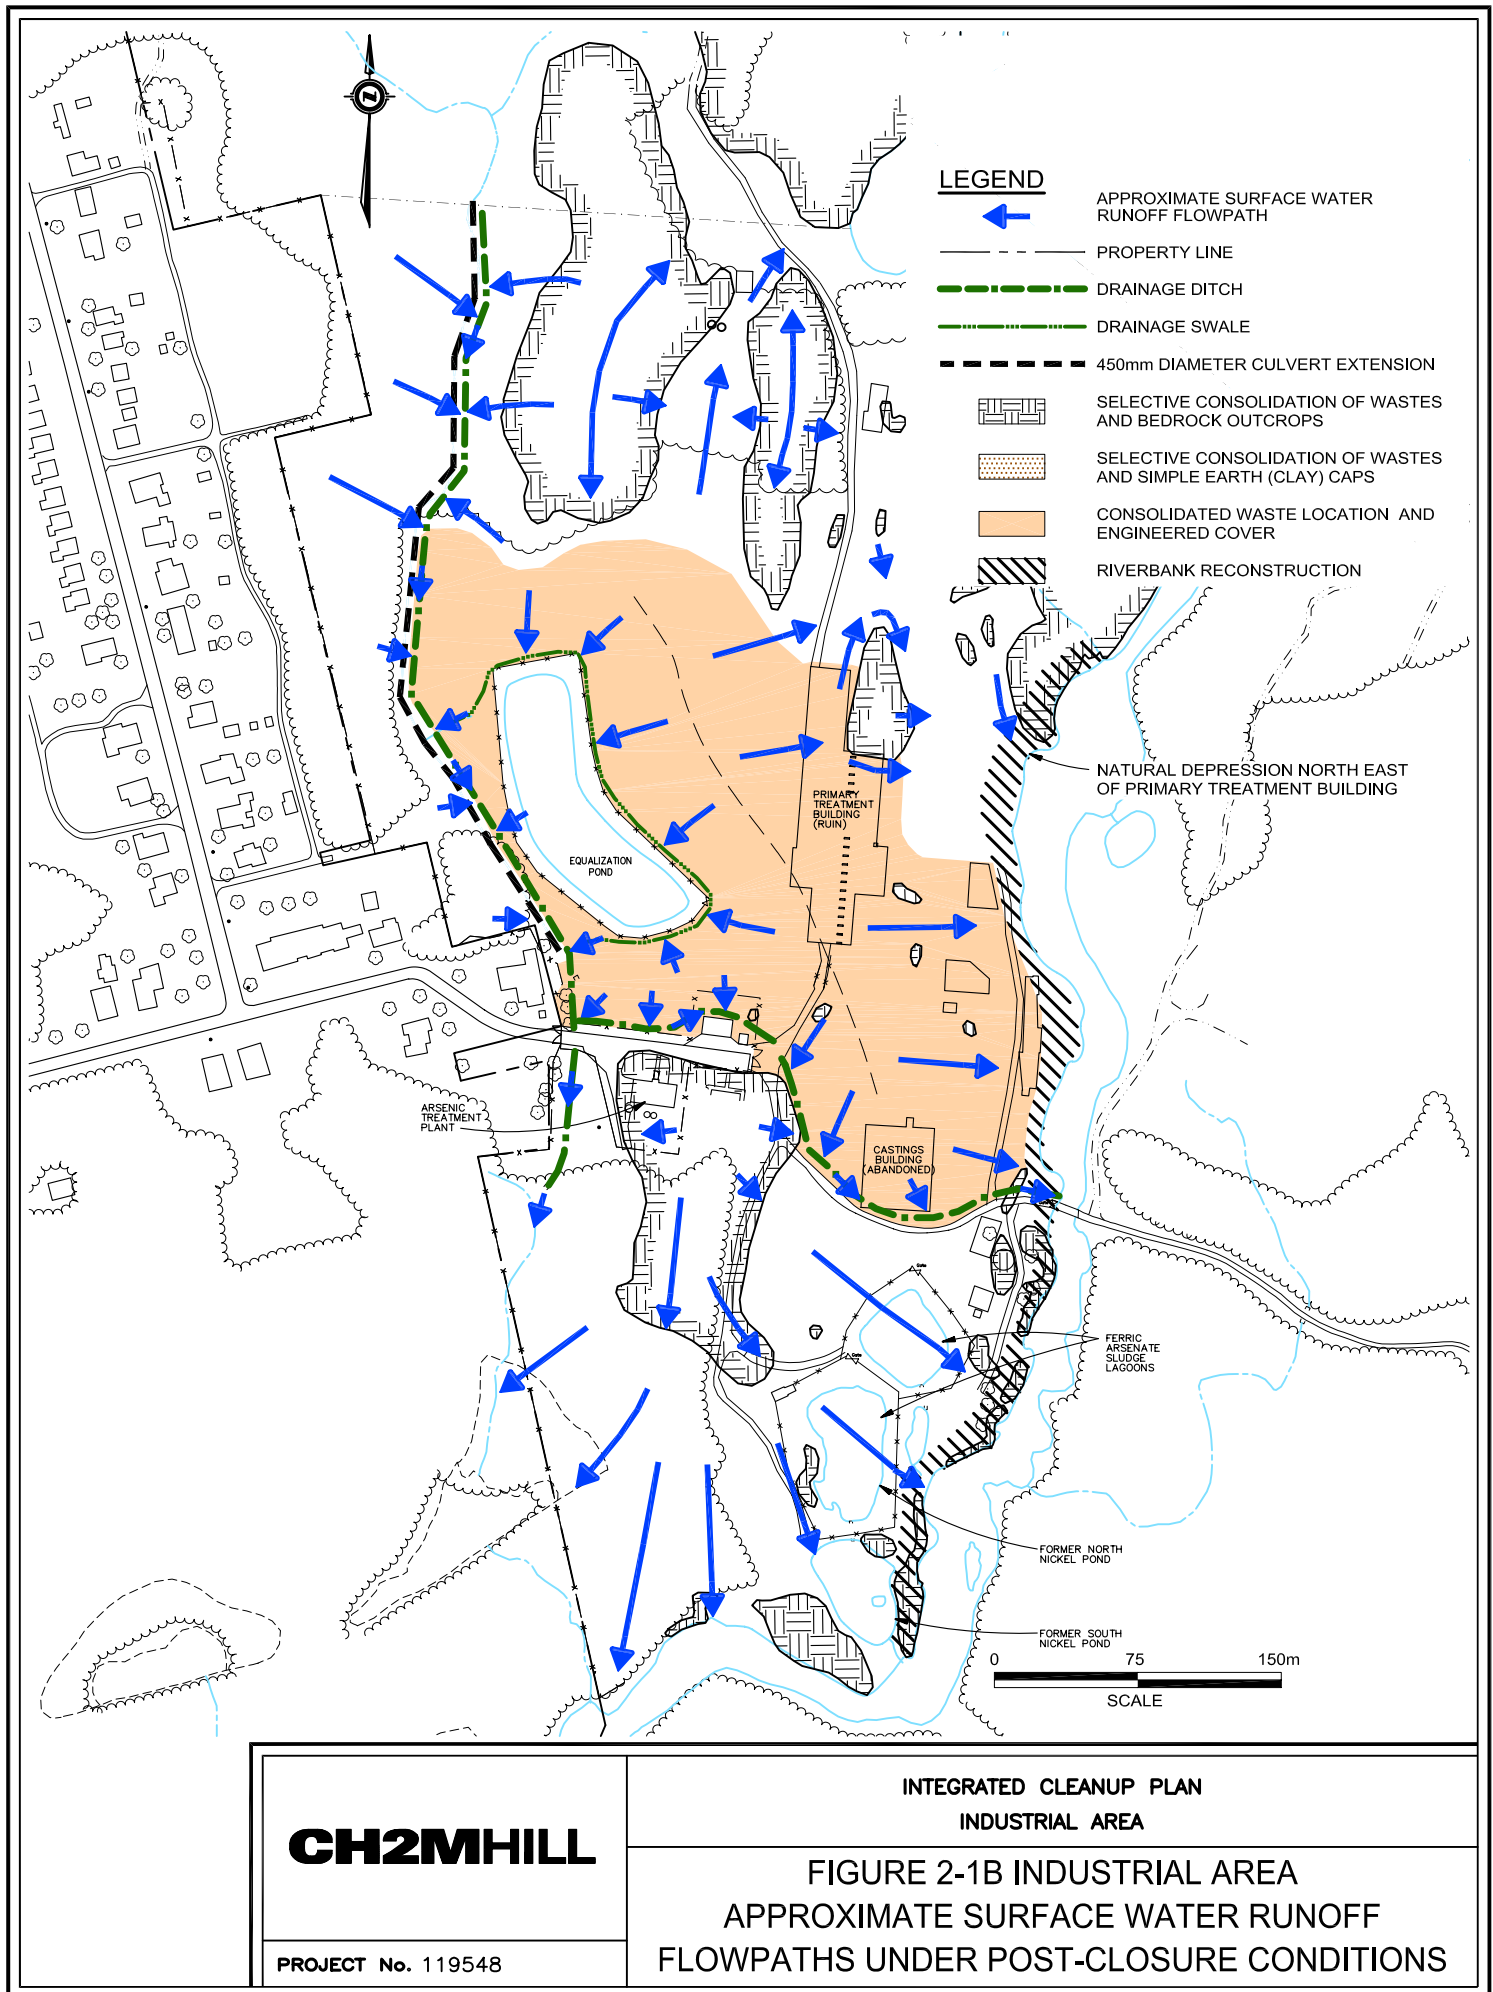 LEGEND
APPROXIMATE SURFACE WATER
RUNOFF FLOWPATH
PROPERTY LINE
DRAINAGE DITCH
DRAINAGE SWALE
450mm DIAMETER CULVERT EXTENSION
SELECTIVE CONSOLIDATION OF WASTES
AND BEDROCK OUTCROPS
SELECTIVE CONSOLIDATION OF WASTES
AND SIMPLE EARTH (CLAY) CAPS
CONSOLIDATED WASTE LOCATION AND
ENGINEERED COVER
RIVERBANK RECONSTRUCTION
NATURAL DEPRESSION NORTH EAST
OF PRIMARY TREATMENT BUILDING
PRIMARY
TREATMENT
BUILDING
(RUIN)
EQUALIZATION
POND
ARSENIC
TREATMENT
PLANT
CASTINGS
BUILDING
(ABANDONED)
Gate
Gate
FERRIC
ARSENATE
SLUDGE
LAGOONS
FORMER NORTH
NICKEL POND
FORMER SOUTH
NICKEL POND
0 75 150m
SCALE
CH2MHILL
PROJECT No. 119548
INTEGRATED CLEANUP PLAN
INDUSTRIAL AREA
FIGURE 2-1B INDUSTRIAL AREA
APPROXIMATE SURFACE WATER RUNOFF
FLOWPATHS UNDER POST-CLOSURE CONDITIONS